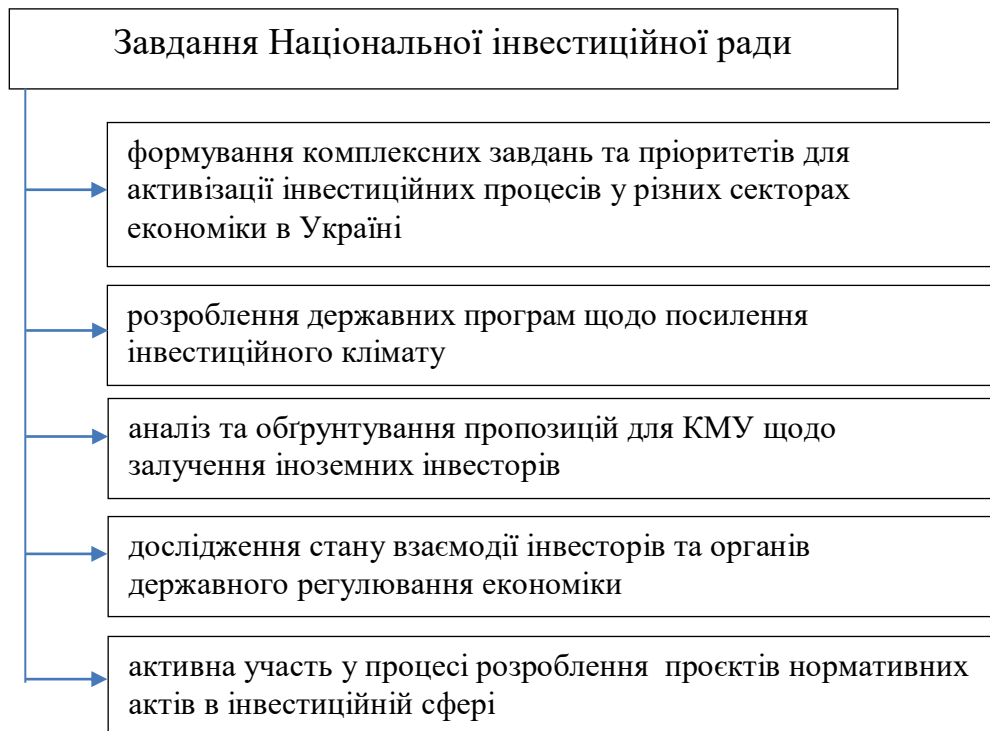 Завдання Національної інвестиційної ради
формування комплексних завдань та пріоритетів для
активізації інвестиційних процесів у різних секторах
економіки в Україні
розроблення державних програм щодо посилення
інвестиційного клімату
аналіз та обґрунтування пропозицій для КМУ щодо
залучення іноземних інвесторів
дослідження стану взаємодії інвесторів та органів
державного регулювання економіки
активна участь у процесі розроблення  проєктів нормативних
актів в інвестиційній сфері